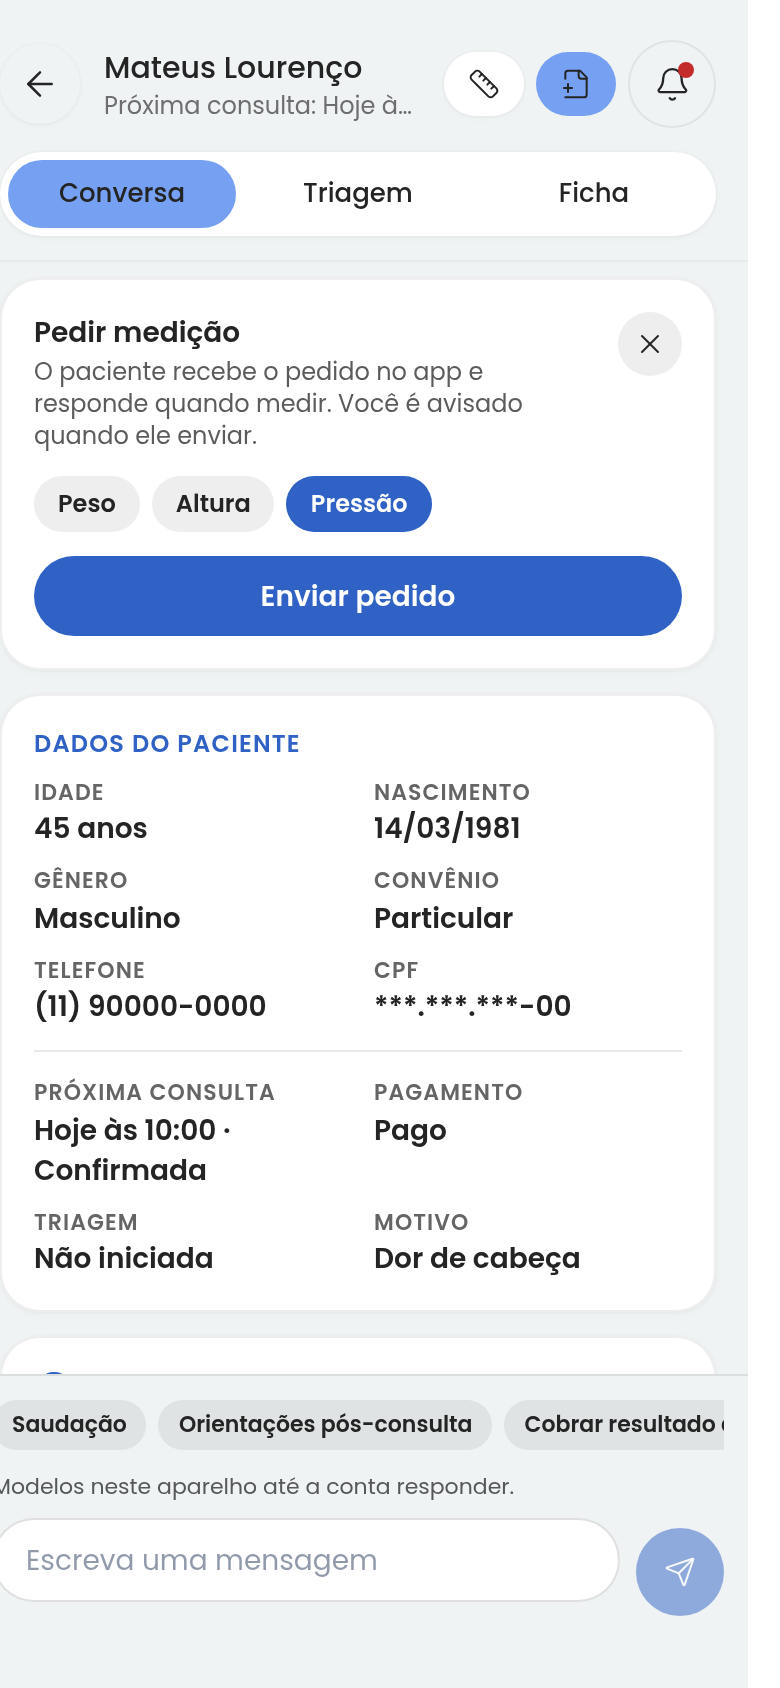 Mateus Lourenço
Próxima consulta: Hoje à...
Conversa
Triagem
Ficha
Pedir medição
O paciente recebe o pedido no app e
responde quando medir. Você é avisado
quando ele enviar.
Peso
Altura
Pressão
Enviar pedido
DADOS DO PACIENTE
IDADE
NASCIMENTO
45 anos
14/03/1981
GÊNERO
CONVÊNIO
Masculino
Particular
TELEFONE
CPF
(11) 90000-0000
***.***.***-00
PRÓXIMA CONSULTA
PAGAMENTO
Hoje às 10:00 ·
Confirmada
Pago
TRIAGEM
MOTIVO
Não iniciada
Dor de cabeça
Saudação
Orientações pós-consulta
Cobrar resultado
Modelos neste aparelho até a conta responder.
Escreva uma mensagem